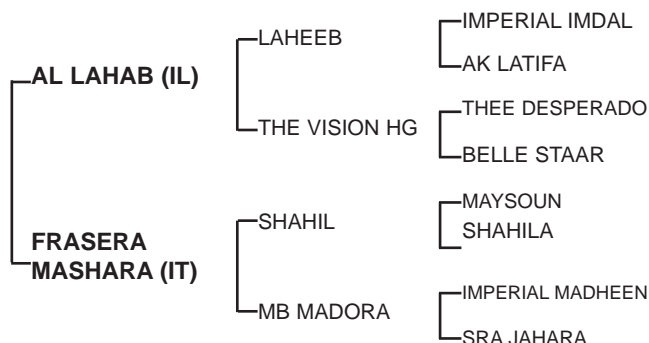 IMPERIAL IMDAL
LAHEEB
AK LATIFA
AL LAHAB (IL)
THEE DESPERADO
THE VISION HG
BELLE STAAR
MAYSOUN
SHAHIL
SHAHILA
FRASERA
MASHARA (IT)
IMPERIAL MADHEEN
MB MADORA
SRA JAHARA